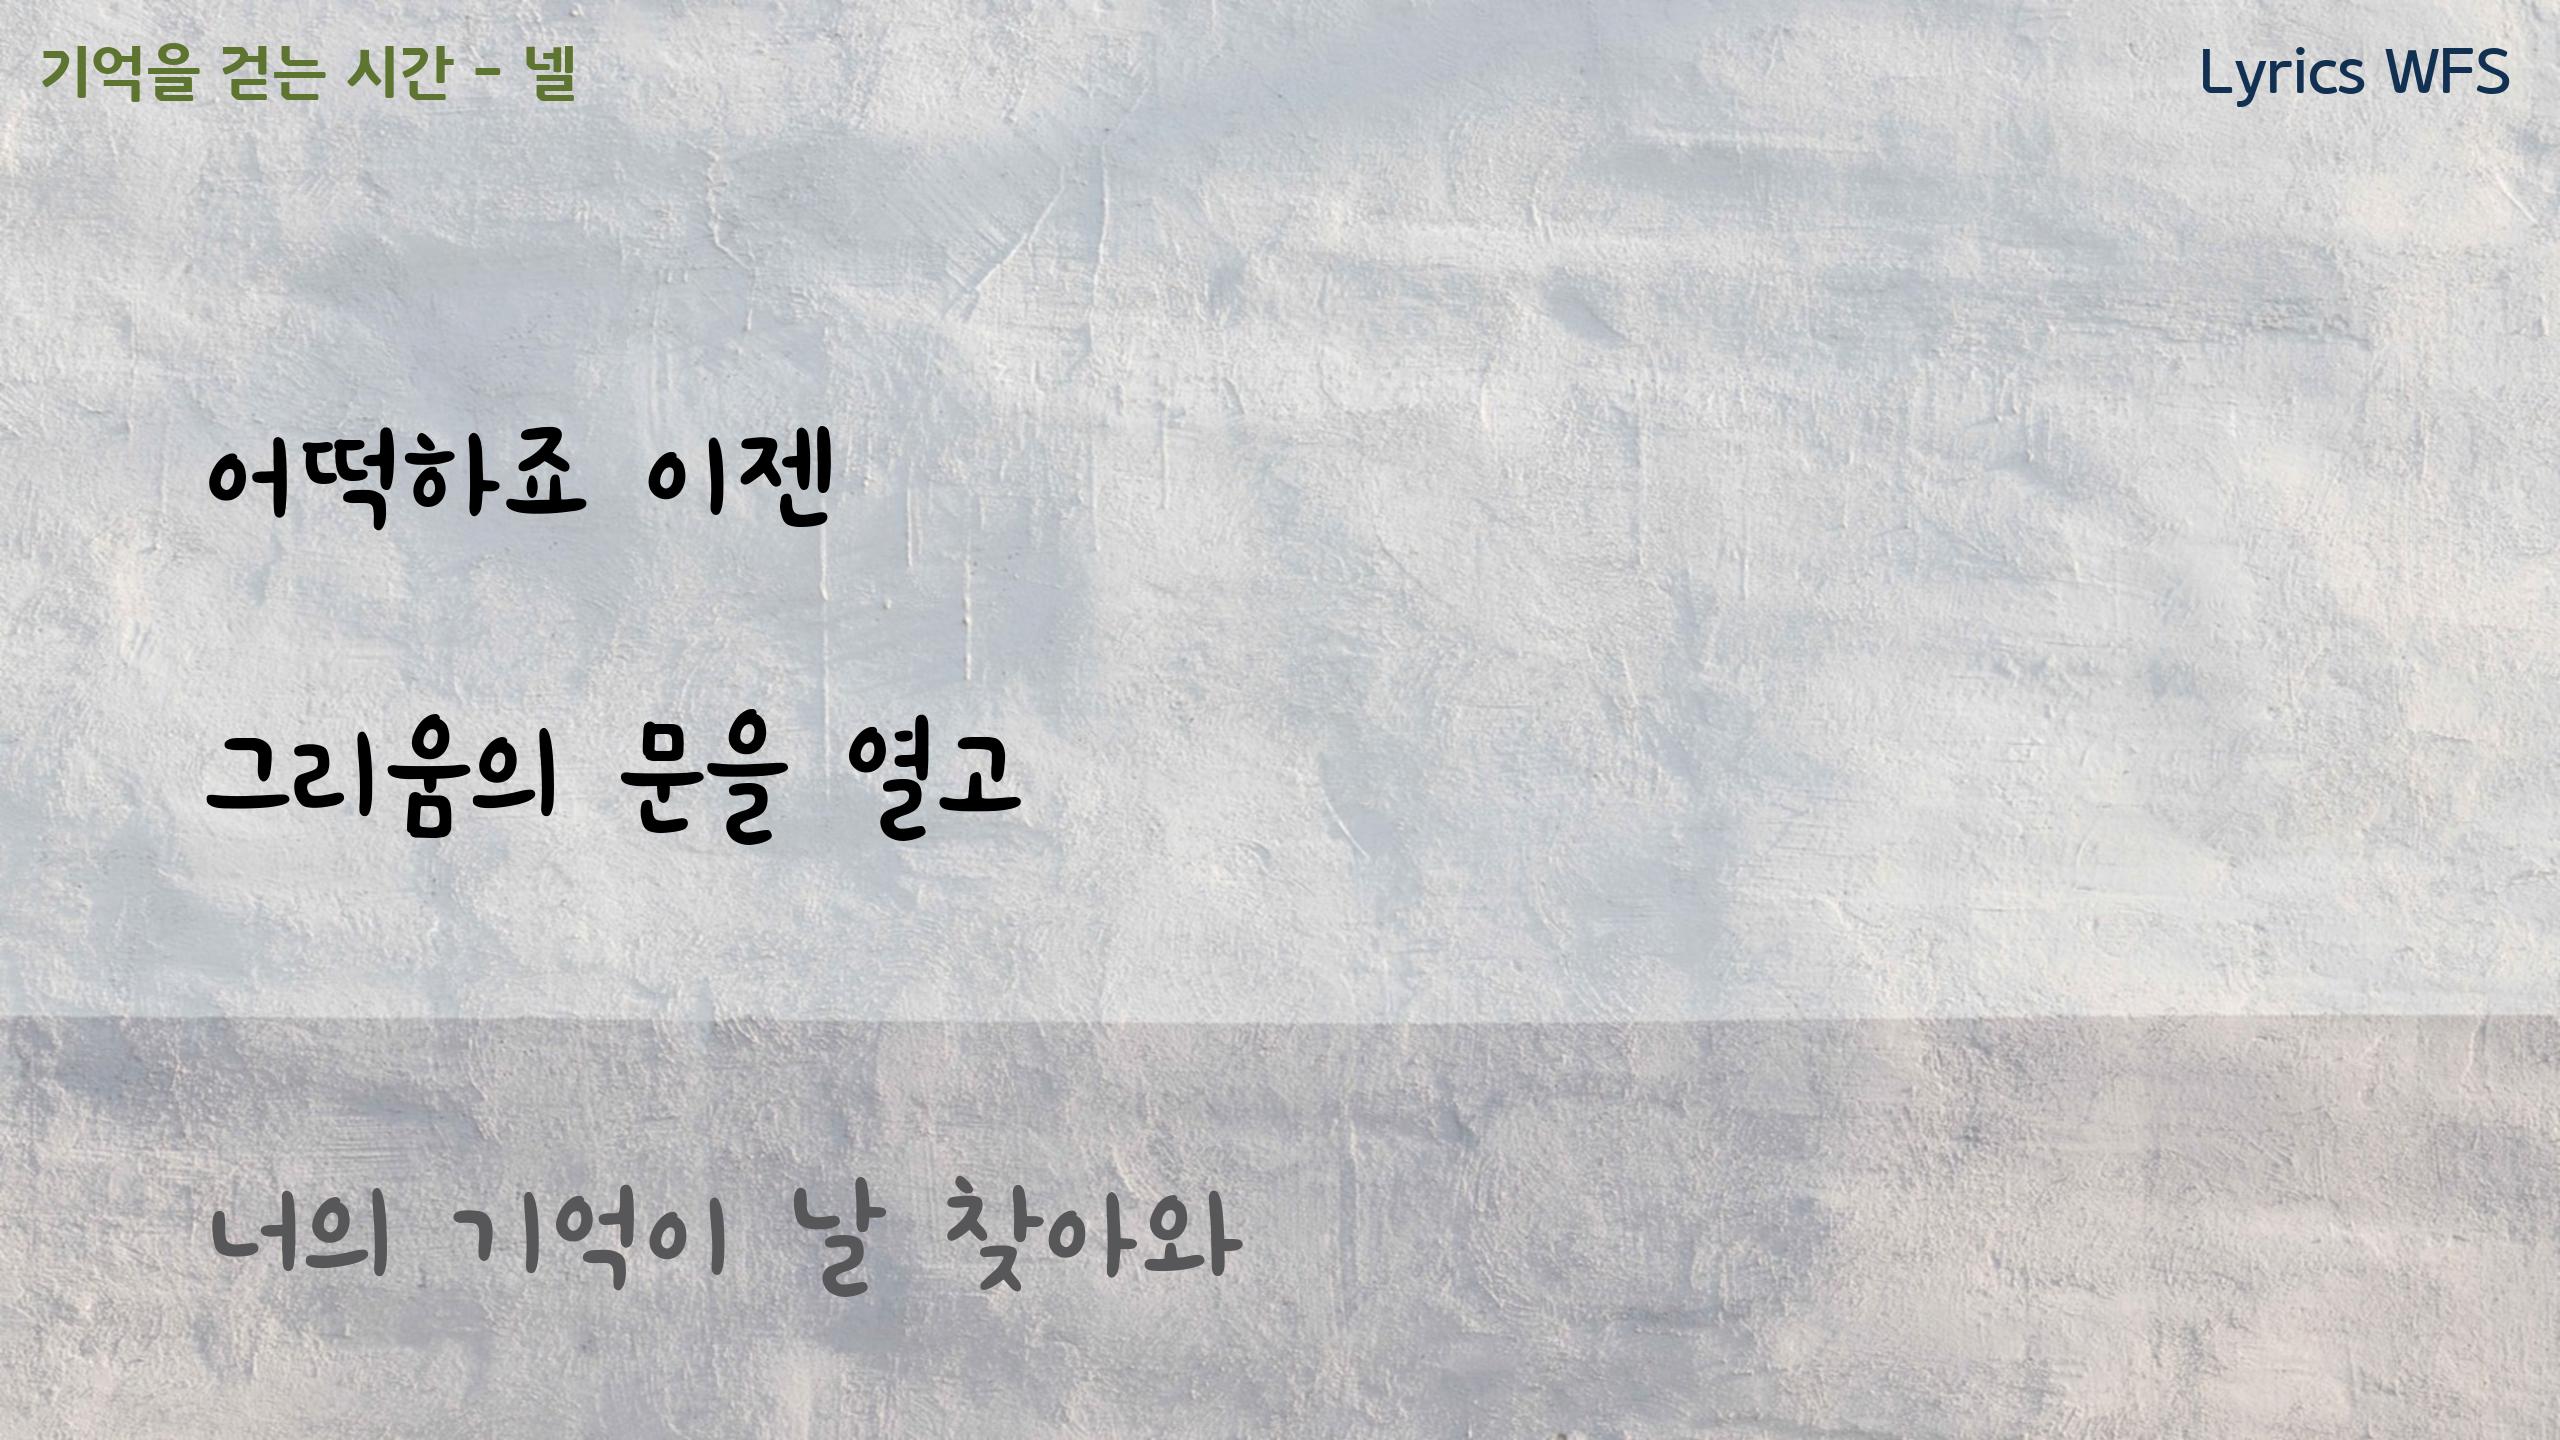 기억을 걷는 시간 - 넬
Lyrics WFS
어떡하죠 이젠
그리움의 문을 열고
너의 기억이 날 찾아와